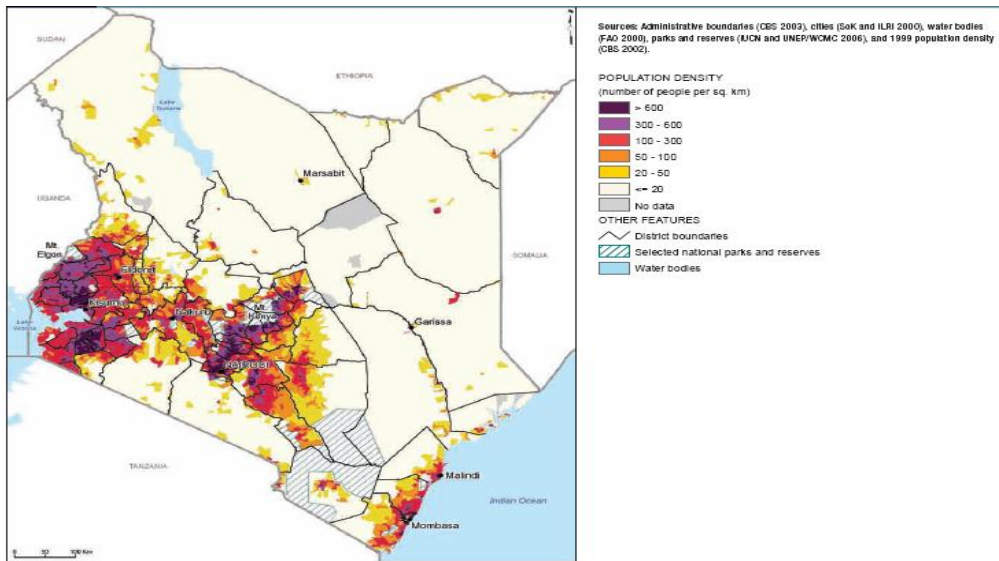 Sources: Administrative boundaries (CBS 2003), cities (SoK and ILRI 2000), water bodies
(FAO 2000), parks and reserves (IUCN and UNEP/WCMC 2006), and 1999 population density
(CBS 2002).
POPULATION DENSITY
(number of people per sq. km)
> 600
300 - 600
100 - 300
50 - 100
20 - 50
<= 20
No data
OTHER FEATURES
District boundaries
Selected national parks and reserves
Water bodies
SUDAN
ETHIOPIA
Lake
Turkana
Marsabit
UGANDA
Mt.
Elgon
SOMALIA
Eldoret
Kisumu
Nakuru
Mt.
Kenya
Lake
Victoria
Garissa
NAIROBI
TANZANIA
Malindi
Indian Ocean
Mombasa
0 50 100 Km